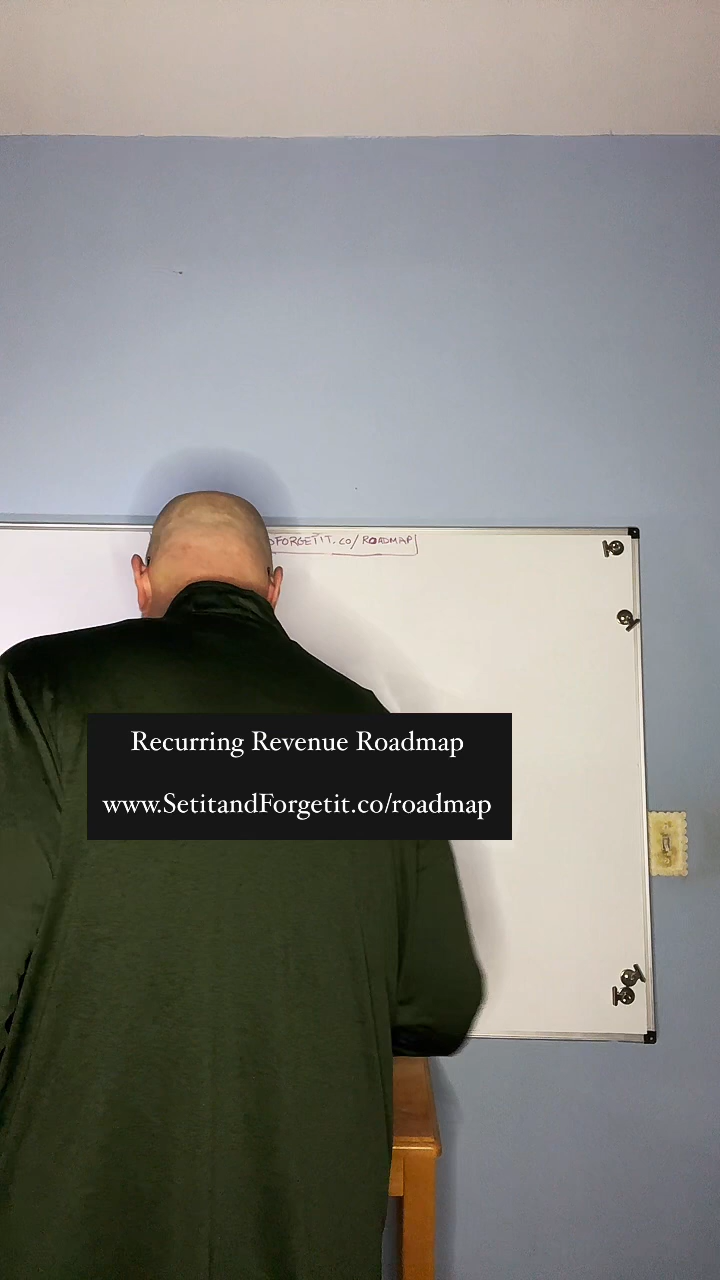 DFORGETIT.CO/ROADMAP
Recurring Revenue Roadmap
www.SetitandForgetit.co/roadmap